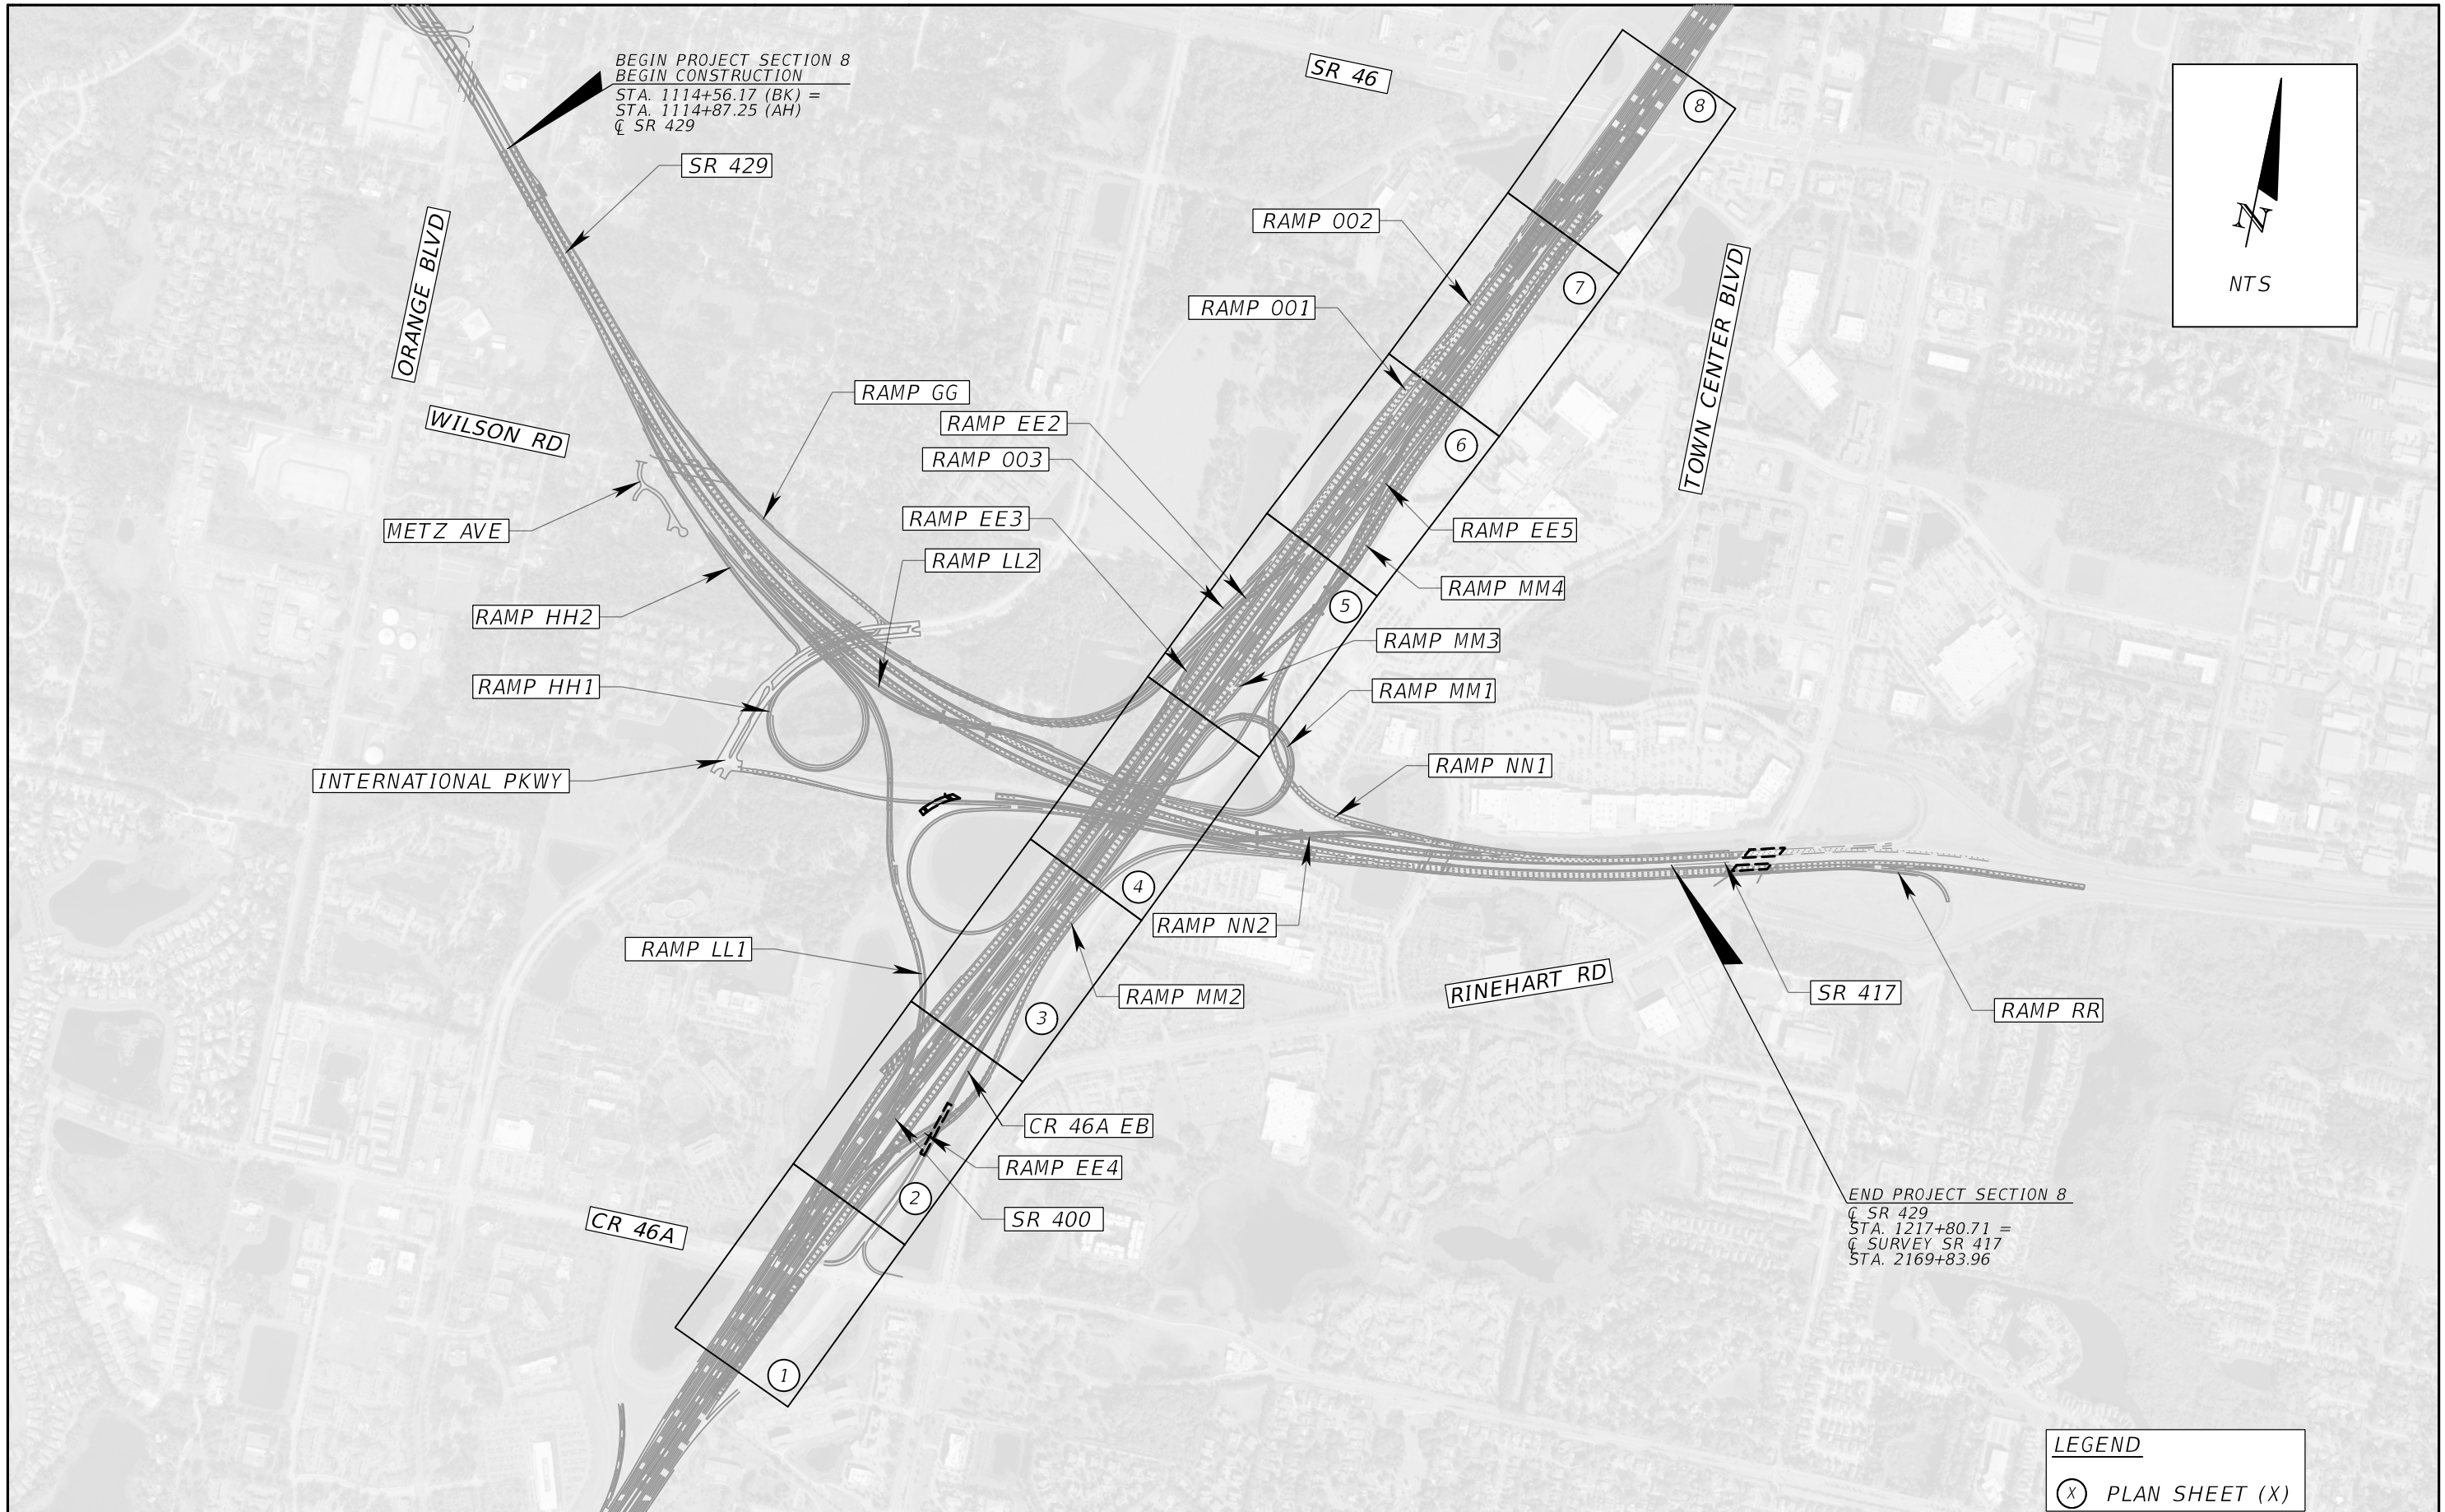 BEGIN PROJECT SECTION 8
BEGIN CONSTRUCTION
STA. 1114+56.17 (BK) =
STA. 1114+87.25 (AH)
℄ SR 429
SR 429
ORANGE BLVD
WILSON RD
METZ AVE
RAMP HH2
RAMP HH1
INTERNATIONAL PKWY
RAMP GG
RAMP EE2
RAMP 003
RAMP EE3
RAMP LL2
SR 46
RAMP 002
RAMP 001
TOWN CENTER BLVD
N
NTS
8
7
6
5
4
3
2
1
RAMP EE5
RAMP MM4
RAMP MM3
RAMP MM1
RAMP NN1
RAMP NN2
RAMP LL1
RAMP MM2
RINEHART RD
SR 417
RAMP RR
CR 46A EB
RAMP EE4
SR 400
CR 46A
END PROJECT SECTION 8
℄ SR 429
STA. 1217+80.71 =
℄ SURVEY SR 417
STA. 2169+83.96
LEGEND
X PLAN SHEET (X)